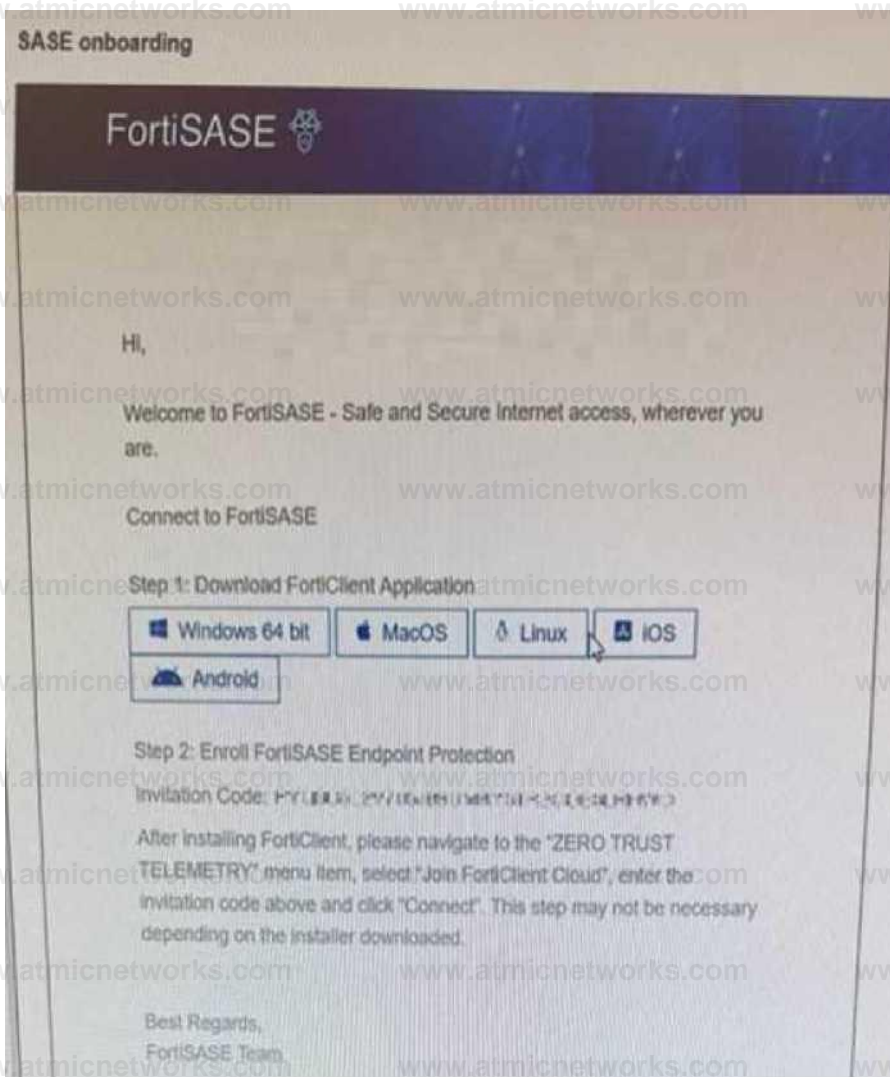 SASE onboarding
FortiSASE
Hi,
Welcome to FortiSASE - Safe and Secure Internet access, wherever you
are.
Connect to FortiSASE
Step 1: Download FortiClient Application
Windows 64 bit MacOS Linux iOS
Android
Step 2: Enroll FortiSASE Endpoint Protection
Invitation Code:
After installing FortiClient, please navigate to the "ZERO TRUST
TELEMETRY" menu item, select "Join FortiClient Cloud", enter the
invitation code above and click "Connect". This step may not be necessary
depending on the installer downloaded.
Best Regards,
FortiSASE Team
www.atmicnetworks.com